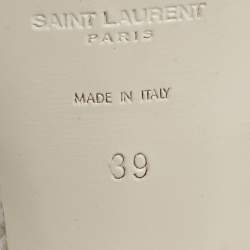 SAINT LAURENT
PARIS
MADE IN ITALY
39